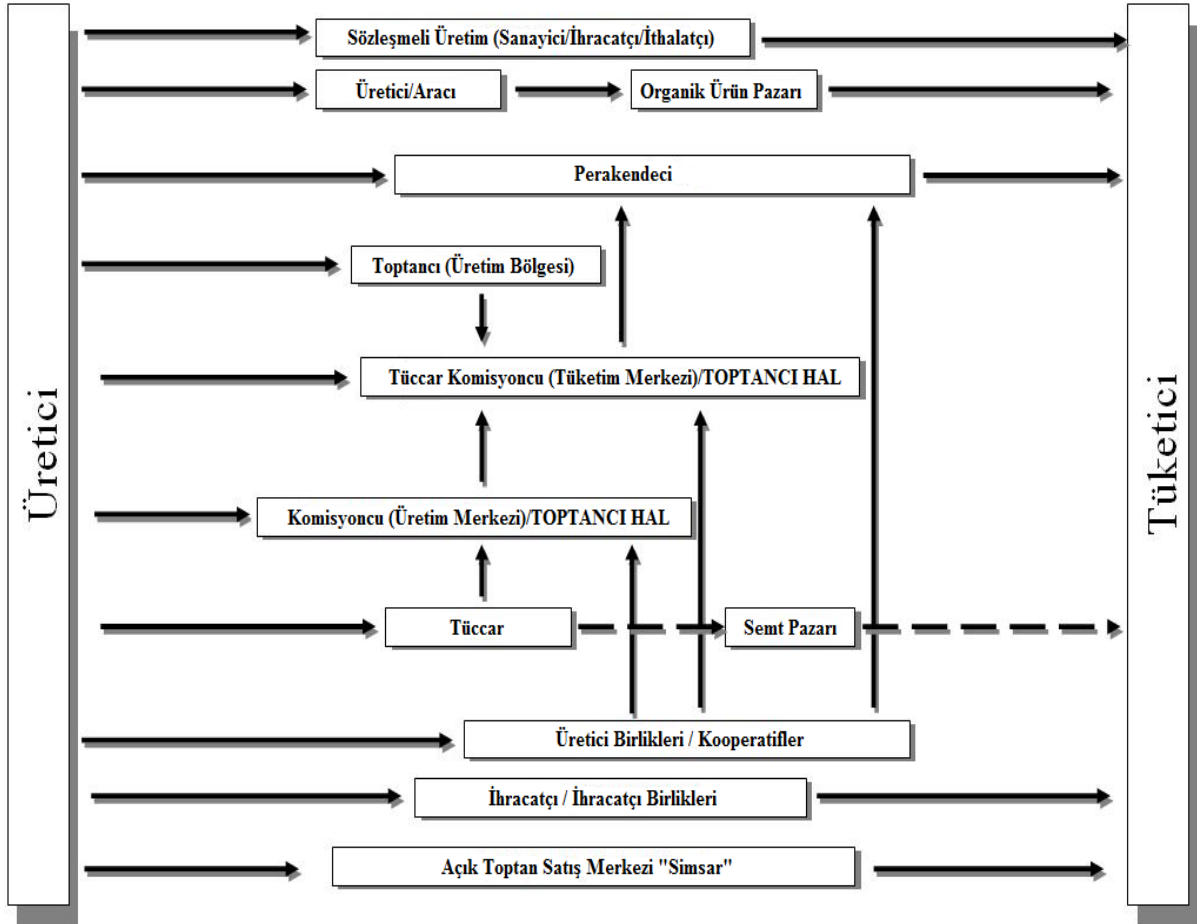 Üretici
Sözleşmeli Üretim (Sanayici/İhracatçı/İthalatçı)
Üretici/Aracı
Organik Ürün Pazarı
Perakendeci
Toptancı (Üretim Bölgesi)
Tüccar Komisyoncu (Tüketim Merkezi)/TOPTANCI HAL
Komisyoncu (Üretim Merkezi)/TOPTANCI HAL
Tüccar
Semt Pazarı
Üretici Birlikleri / Kooperatifler
İhracatçı / İhracatçı Birlikleri
Açık Toptan Satış Merkezi "Simsar"
Tüketici